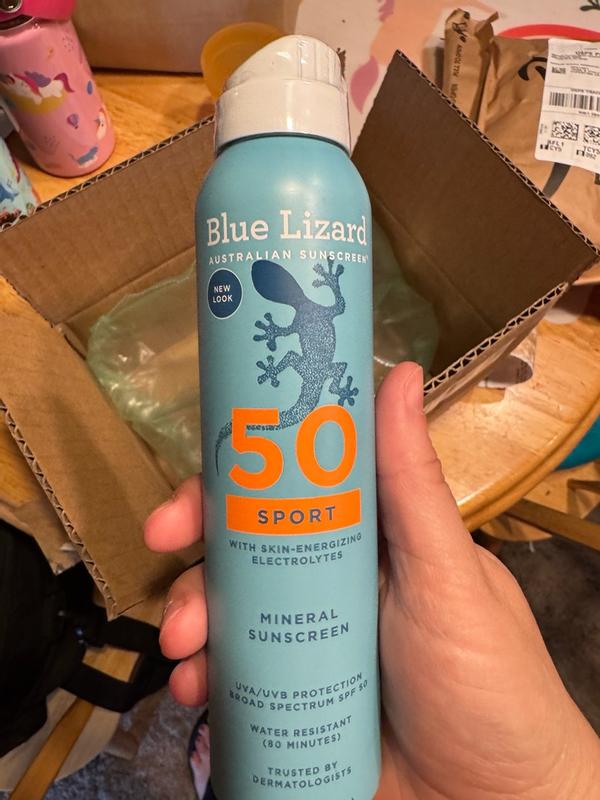 Blue Lizard
AUSTRALIAN SUNSCREEN®
NEW
LOOK
50
SPORT
WITH SKIN-ENERGIZING
ELECTROLYTES
MINERAL
SUNSCREEN
UVA/UVB PROTECTION
BROAD SPECTRUM SPF 50
WATER RESISTANT
(80 MINUTES)
TRUSTED BY
DERMATOLOGISTS